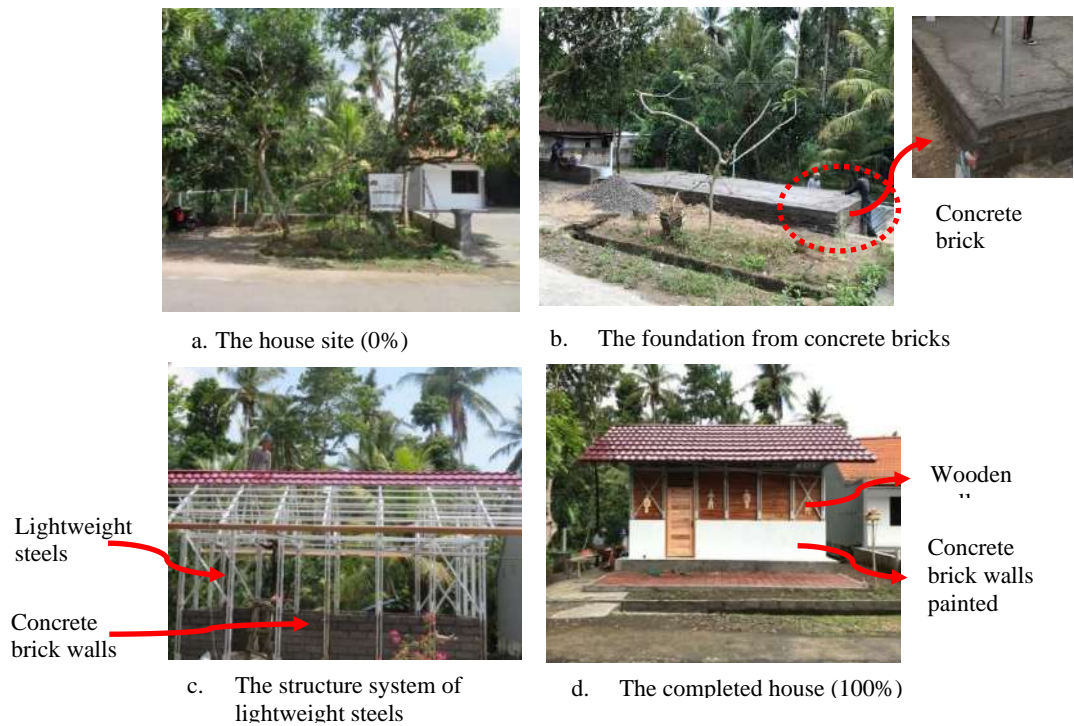 Concrete
brick
a. The house site (0%)
b. The foundation from concrete bricks
Lightweight
steels
Concrete
brick walls
Wooden
Concrete
brick walls
painted
c. The structure system of
lightweight steels
d. The completed house (100%)